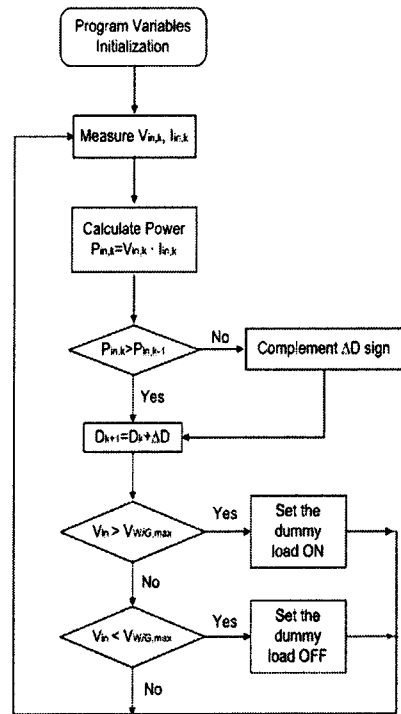 Program Variables
Initialization
Measure Vin,k, Iin,k
Calculate Power
Pin,k=Vin,k · Iin,k
Pin,k>Pin,k-1
No
Complement ΔD sign
Yes
Dk+1=Dk+ΔD
Vin > VW/G,max
Yes
Set the
dummy
load ON
No
Vin < VW/G,max
Yes
Set the
dummy
load OFF
No